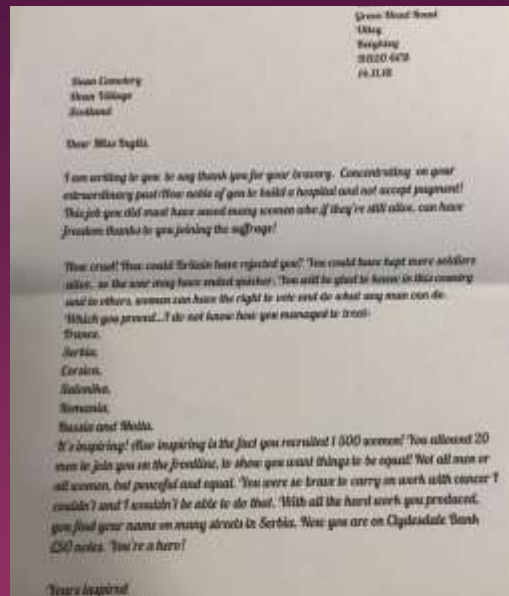 Green Head Road
Utley
Keighley
14.11.18
Dean Cemetery
Dean Village
Scotland
Dear Miss Inglis,
I am writing to you to say thank you for your bravery. Concentrating on your
extraordinary past: How noble of you to build a hospital and not accept payment!
This job you did must have saved many women who if they're still alive, can have
freedom thanks to you joining the suffrage!
How cruel! How could Britain have rejected you? You could have kept more soldiers
alive, so the war may have ended quicker. You will be glad to know in this country
and in others, women can have the right to vote and do what any man can do.
Which you proved...I do not know how you managed to treat:
France,
Serbia,
Corsica,
Salonika,
Romania,
Russia and Malta.
It's inspiring! Also inspiring is the fact you recruited 1 500 women! You allowed 20
men to join you on the frontline, to show you want things to be equal! Not all men or
all women, but peaceful and equal. You were so brave to carry on work with cancer I
couldn't and I wouldn't be able to do that. With all the hard work you produced,
you find your name on many streets in Serbia. Now you are on Clydesdale Bank
£50 notes. You're a hero!
Yours inspired